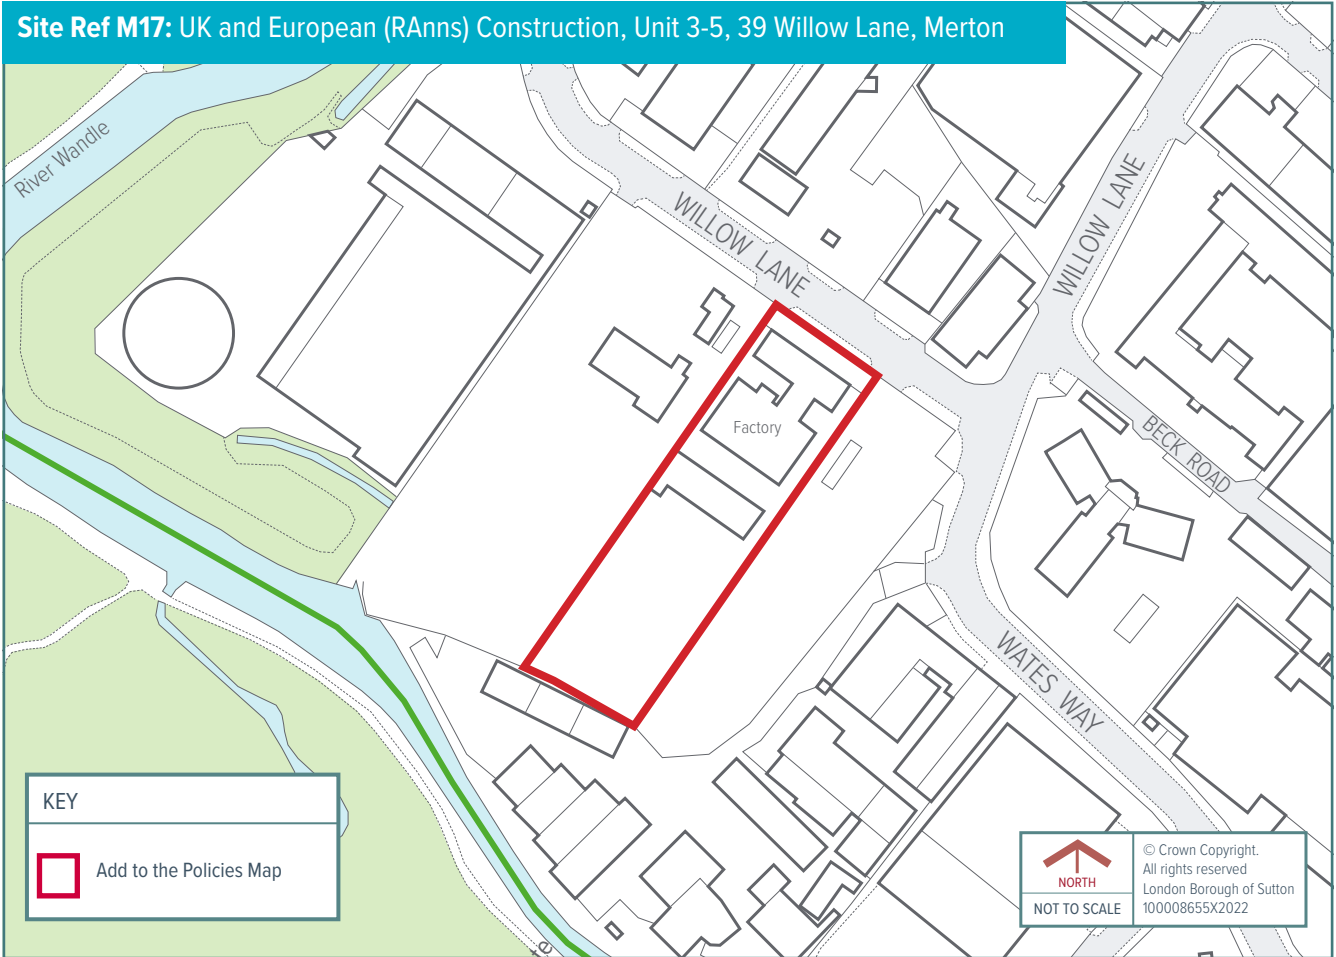 Site Ref M17: UK and European (RAnns) Construction, Unit 3-5, 39 Willow Lane, Merton
River Wandle
WILLOW LANE
WILLOW LANE
Factory
BECK ROAD
WATES WAY
KEY
Add to the Policies Map
NORTH
NOT TO SCALE
© Crown Copyright.
All rights reserved
London Borough of Sutton
100008655X2022